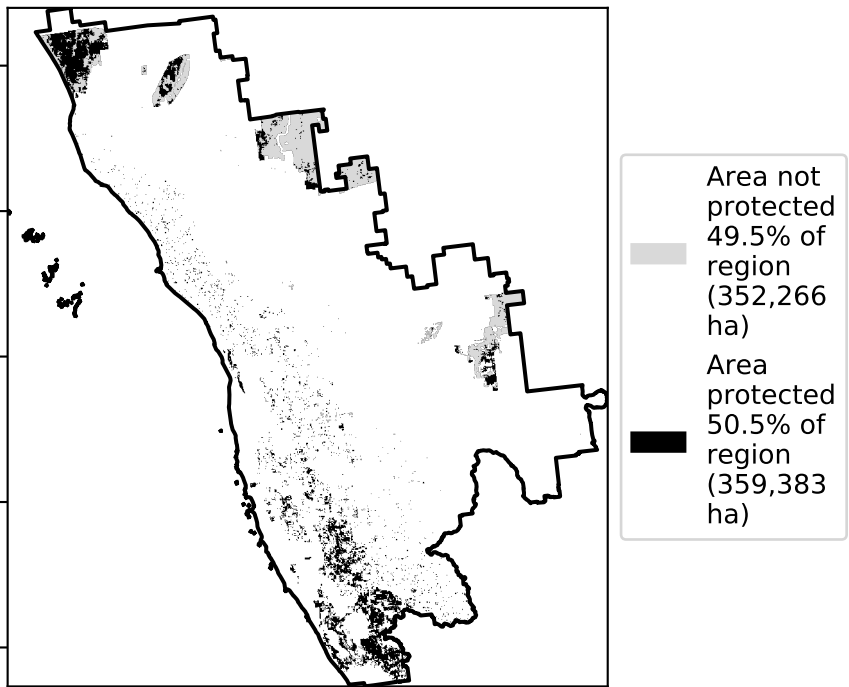 Area not
protected
49.5% of
region
(352,266
ha)
Area
protected
50.5% of
region
(359,383
ha)